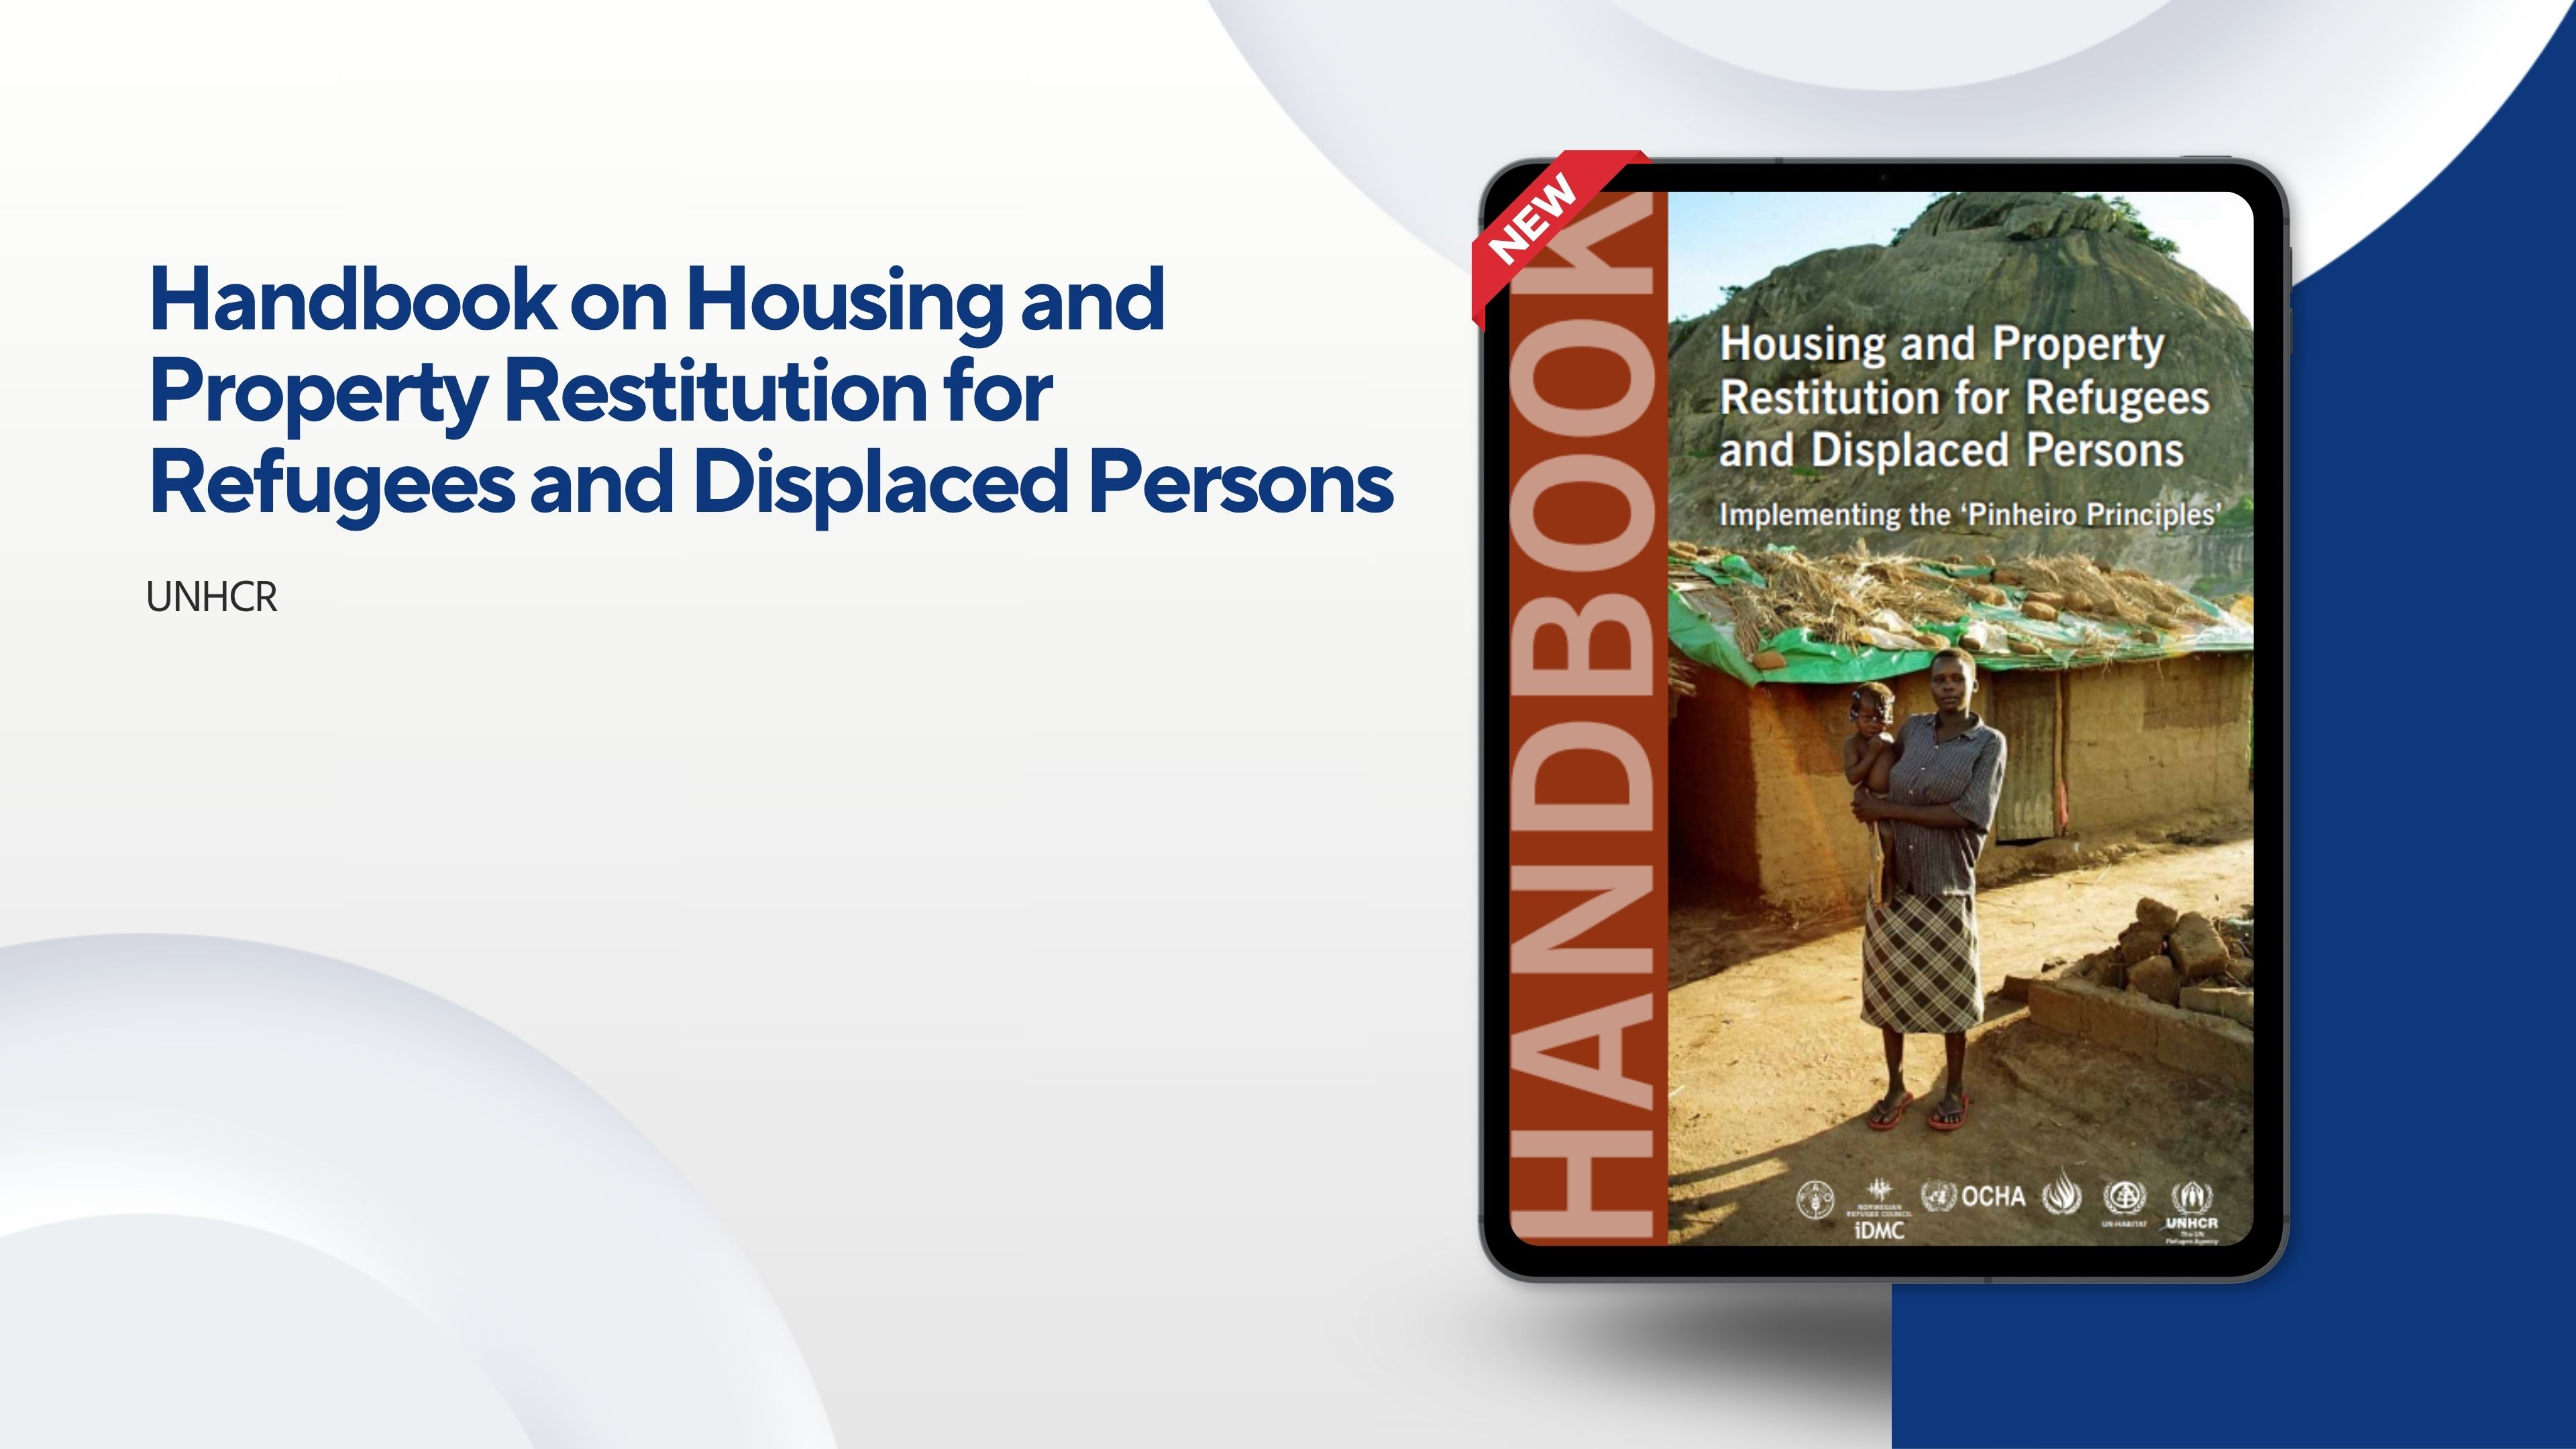 Handbook on Housing and
Property Restitution for
Refugees and Displaced Persons
UNHCR
NEW
HANDBOOK
Housing and Property
Restitution for Refugees
and Displaced Persons
Implementing the ‘Pinheiro Principles’
F A O
NORWEGIAN
REFUGEE COUNCIL
iDMC
OCHA
UN-HABITAT
UNHCR
The UN
Refugee Agency